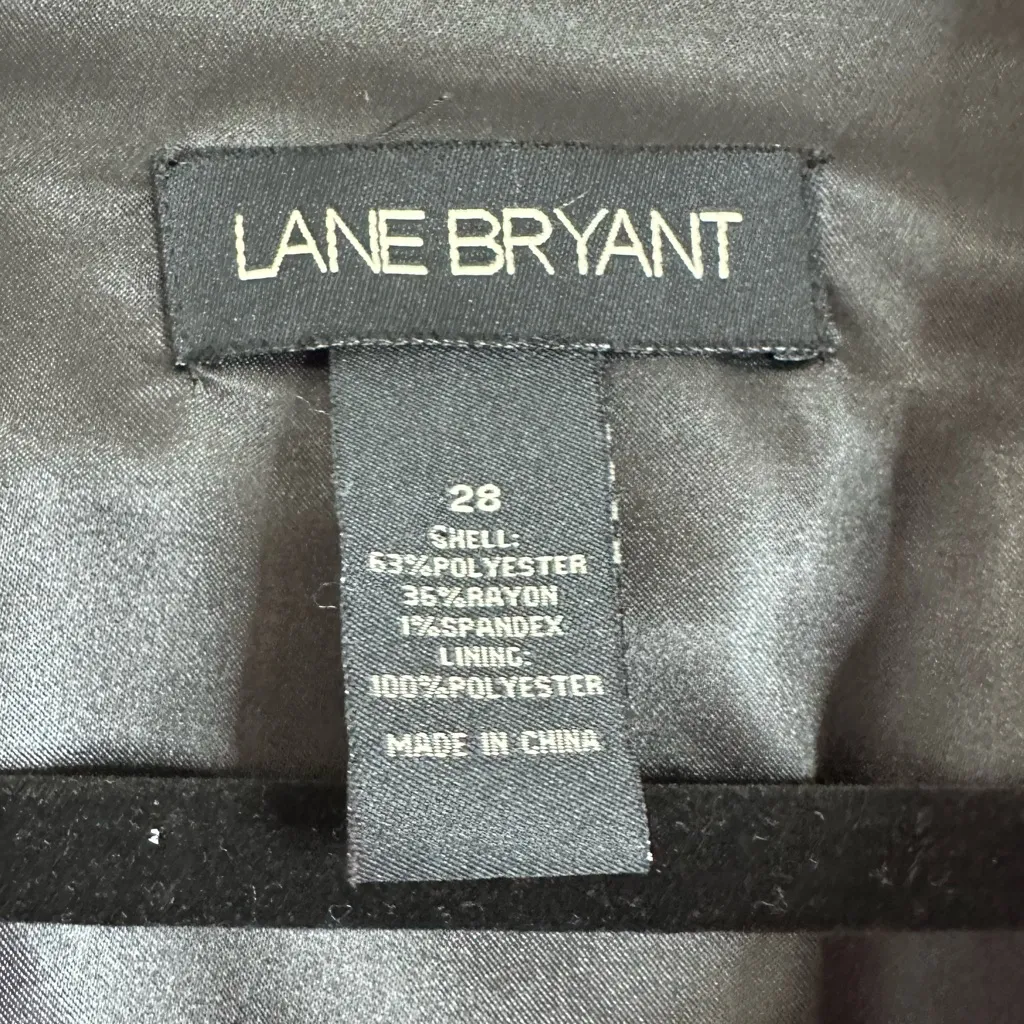 LANE BRYANT
28
SHELL:
63%POLYESTER
36%RAYON
1%SPANDEX
LINING:
100%POLYESTER
MADE IN CHINA